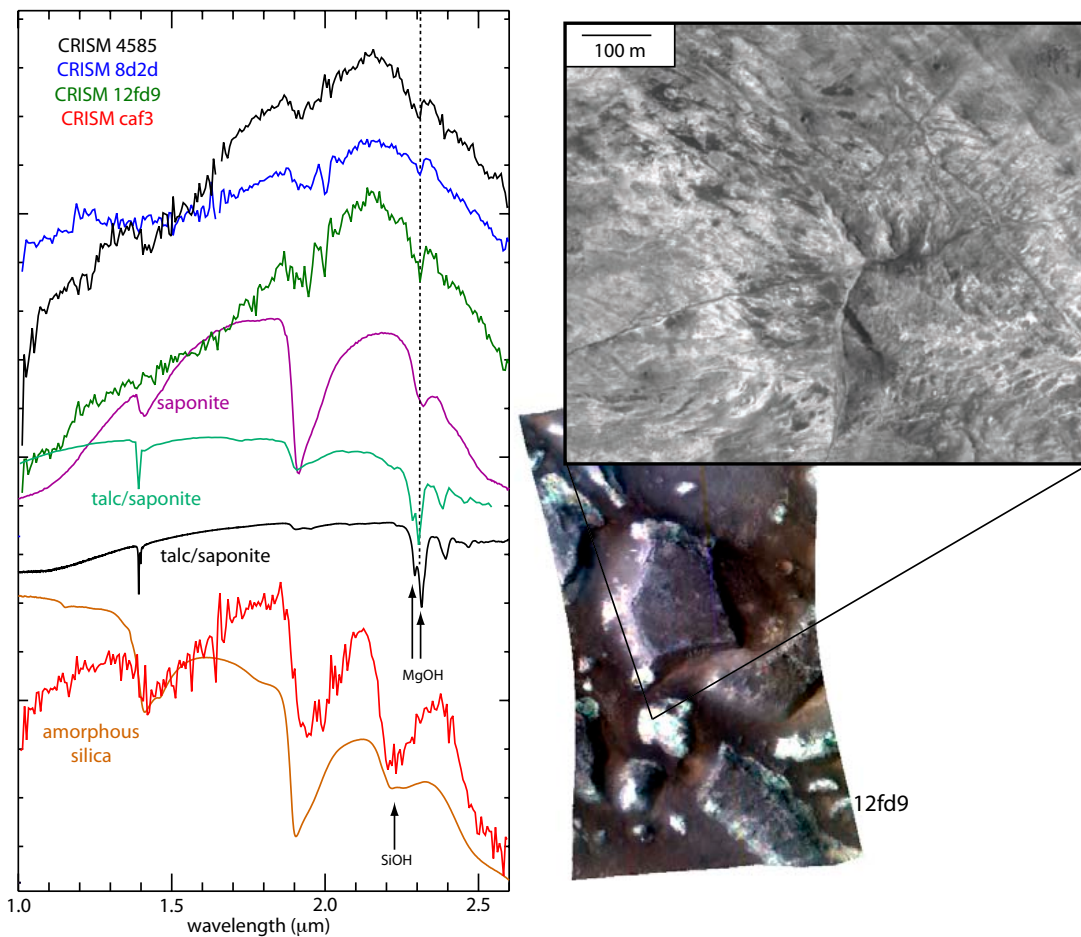 CRISM 4585
CRISM 8d2d
CRISM 12fd9
CRISM caf3
saponite
talc/saponite
talc/saponite
MgOH
amorphous
silica
SiOH
1.0
1.5
2.0
2.5
wavelength (μm)
100 m
12fd9